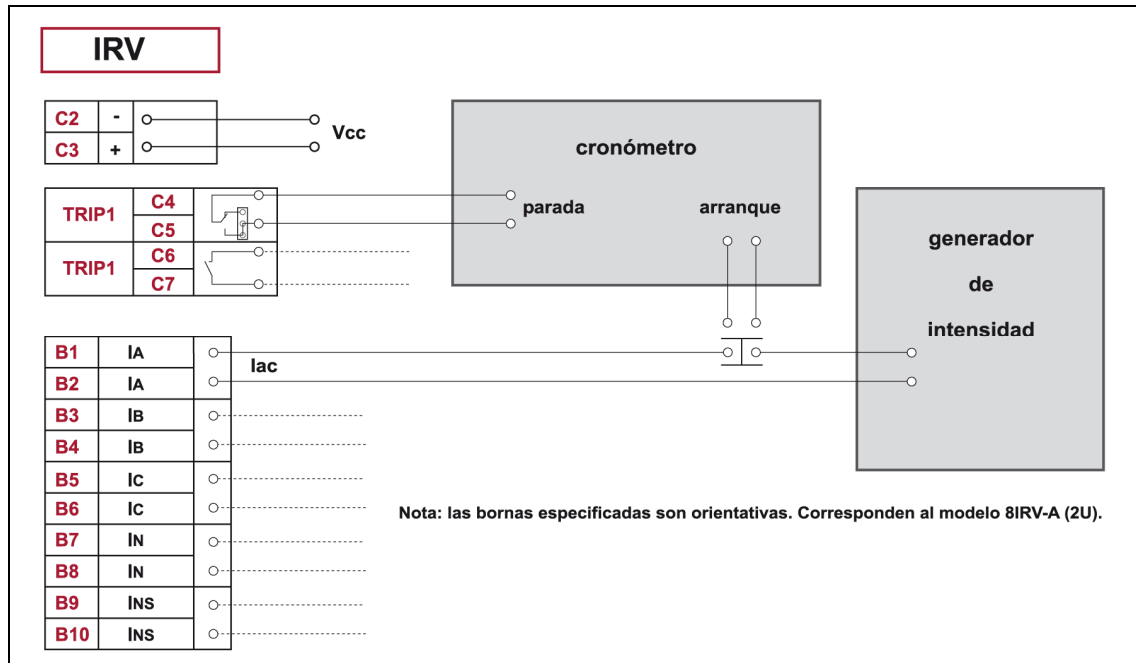 IRV
C2 -
C3 +
Vcc
TRIP1 C4
C5
TRIP1 C6
C7
cronómetro
parada
arranque
generador
de
intensidad
B1 IA
B2 IA
B3 IB
B4 IB
B5 IC
B6 IC
B7 IN
B8 IN
B9 INS
B10 INS
Iac
Nota: las bornas especificadas son orientativas. Corresponden al modelo 8IRV-A (2U).